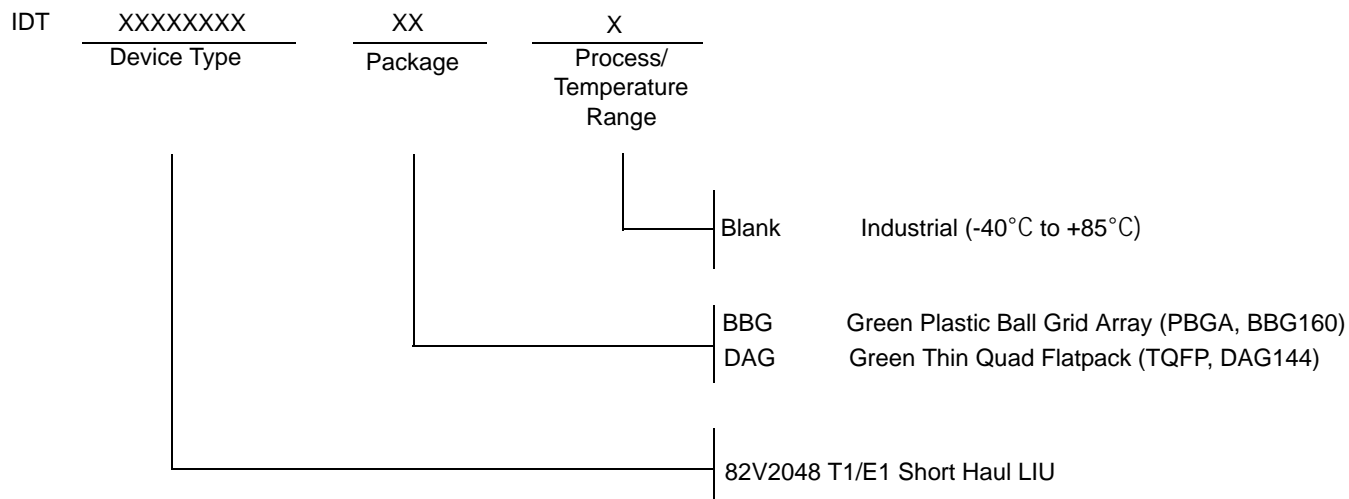 IDT XXXXXXXX XX X
Device Type Package Process/
Temperature
Range
Blank Industrial (-40°C to +85°C)
BBG Green Plastic Ball Grid Array (PBGA, BBG160)
DAG Green Thin Quad Flatpack (TQFP, DAG144)
82V2048 T1/E1 Short Haul LIU